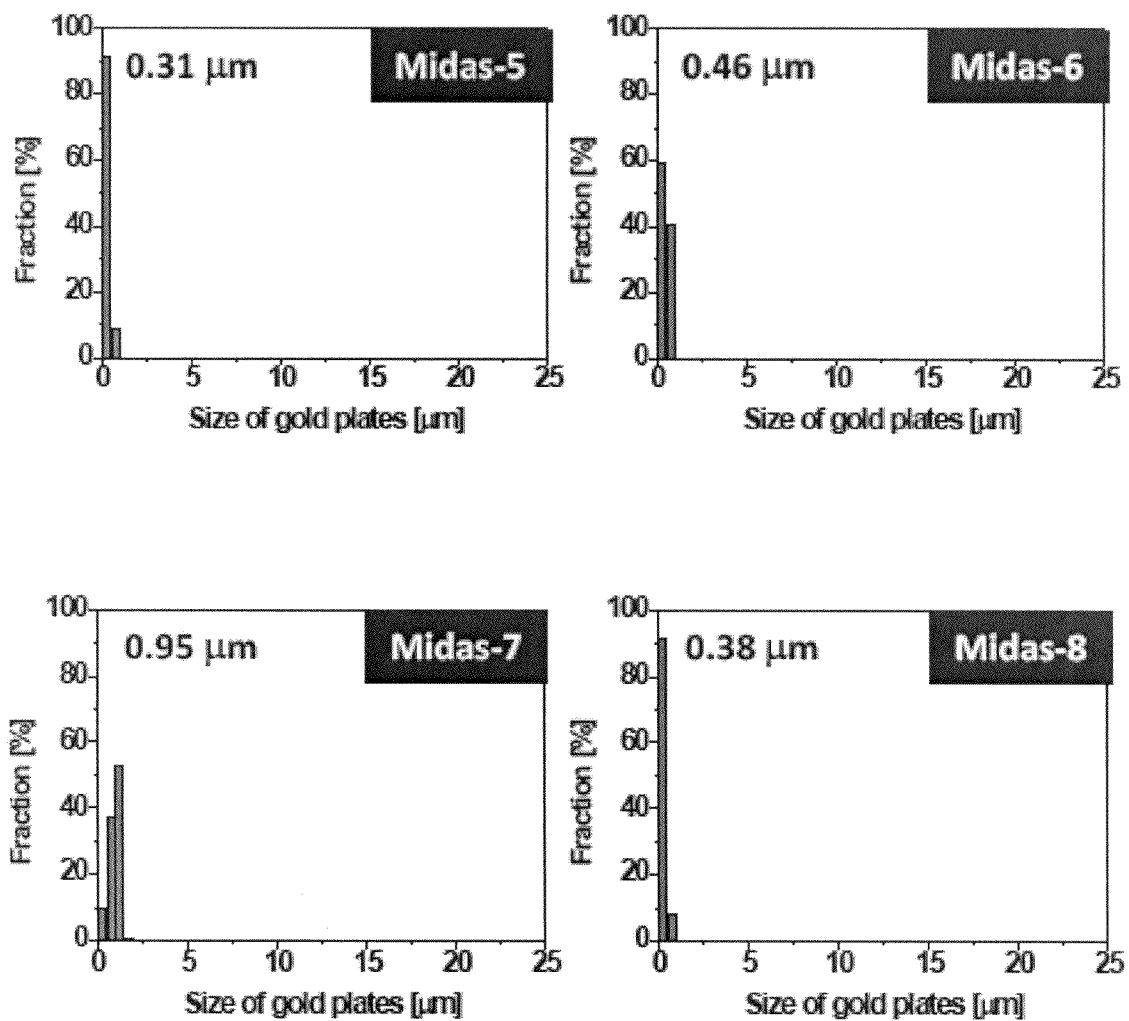 0.31 μm Midas-5
Fraction [%]
100
80
60
40
20
0
0 5 10 15 20 25
Size of gold plates [μm]
0.46 μm Midas-6
Fraction [%]
100
80
60
40
20
0
0 5 10 15 20 25
Size of gold plates [μm]
0.95 μm Midas-7
Fraction [%]
100
80
60
40
20
0
0 5 10 15 20 25
Size of gold plates [μm]
0.38 μm Midas-8
Fraction [%]
100
80
60
40
20
0
0 5 10 15 20 25
Size of gold plates [μm]